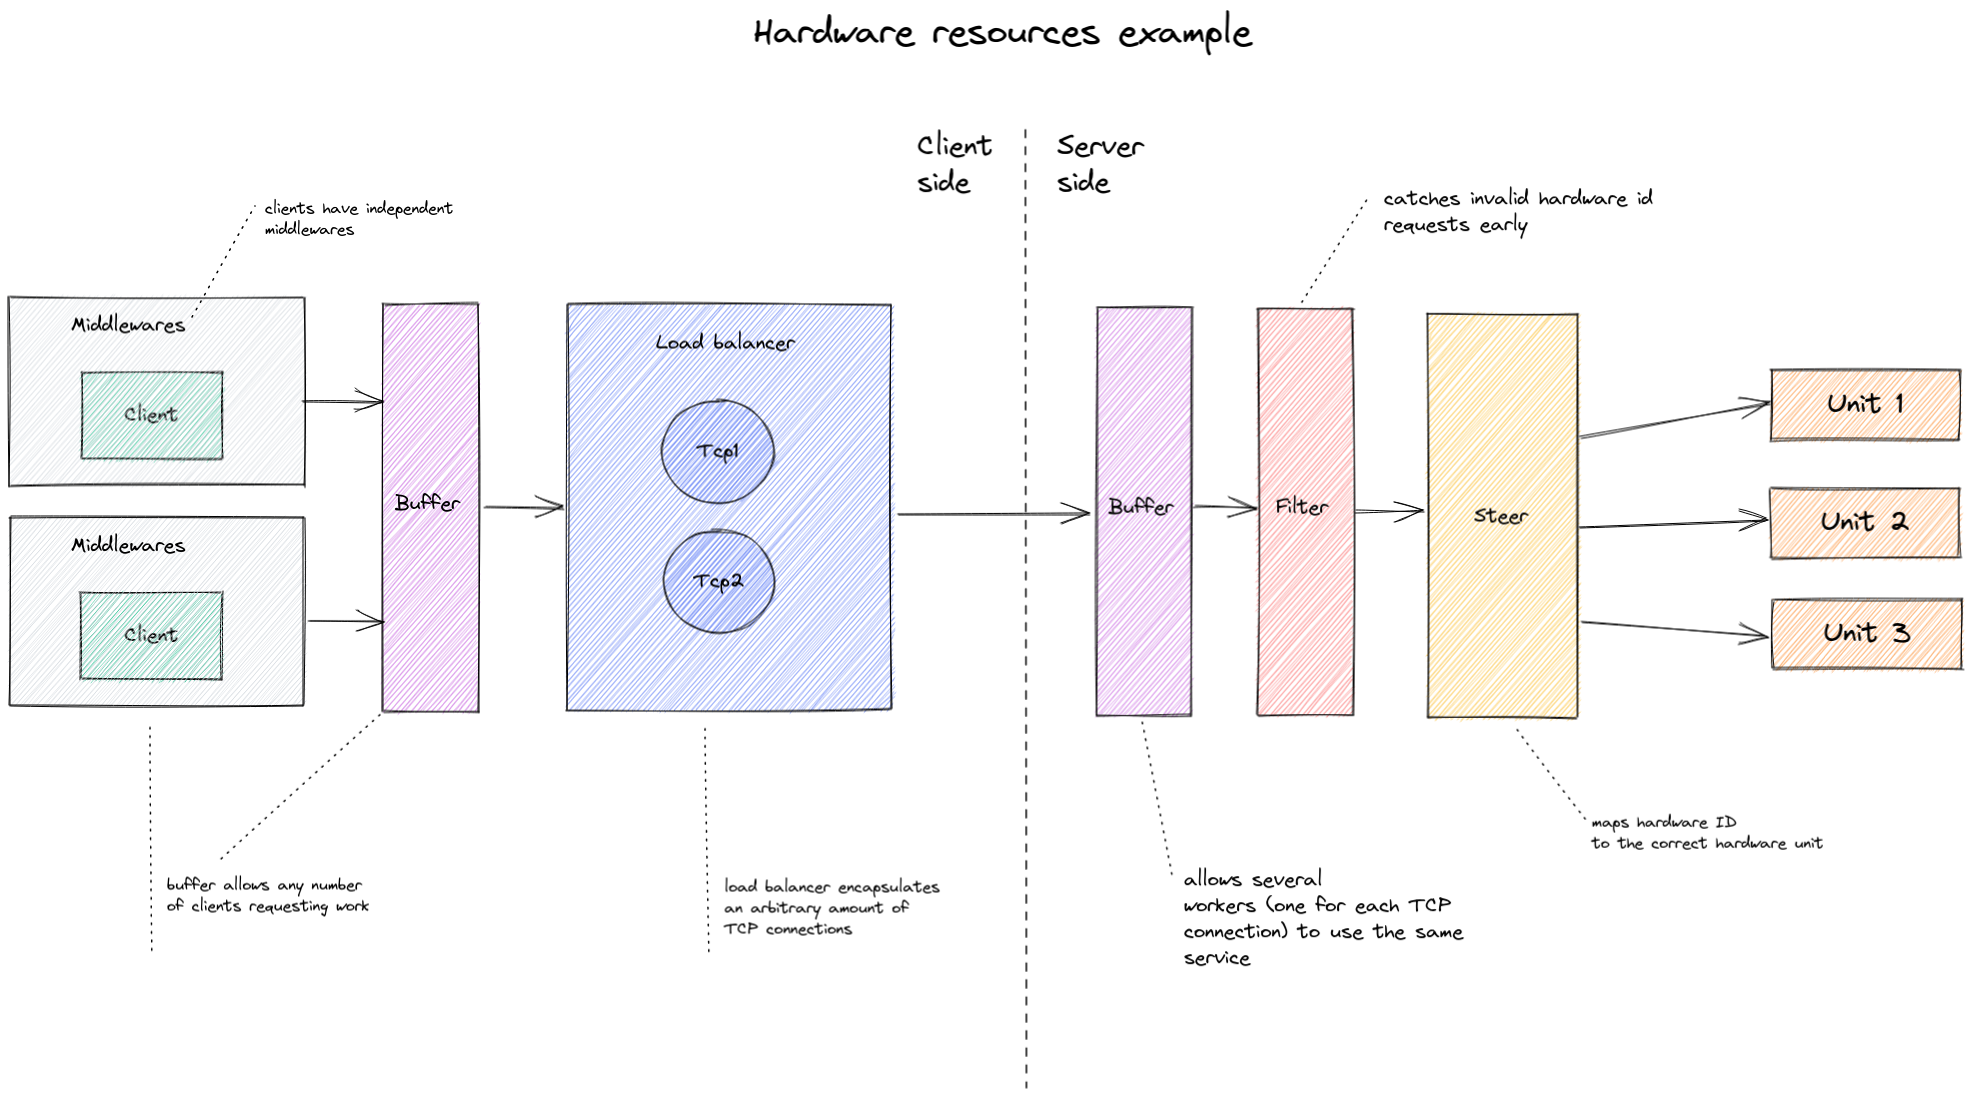 Hardware resources example
Client
side
Server
side
clients have independent
middlewares
catches invalid hardware id
requests early
Middlewares
Client
Middlewares
Client
Buffer
Load balancer
Tcp1
Tcp2
Buffer
Filter
Steer
Unit 1
Unit 2
Unit 3
buffer allows any number
of clients requesting work
load balancer encapsulates
an arbitrary amount of
TCP connections
allows several
workers (one for each TCP
connection) to use the same
service
maps hardware ID
to the correct hardware unit